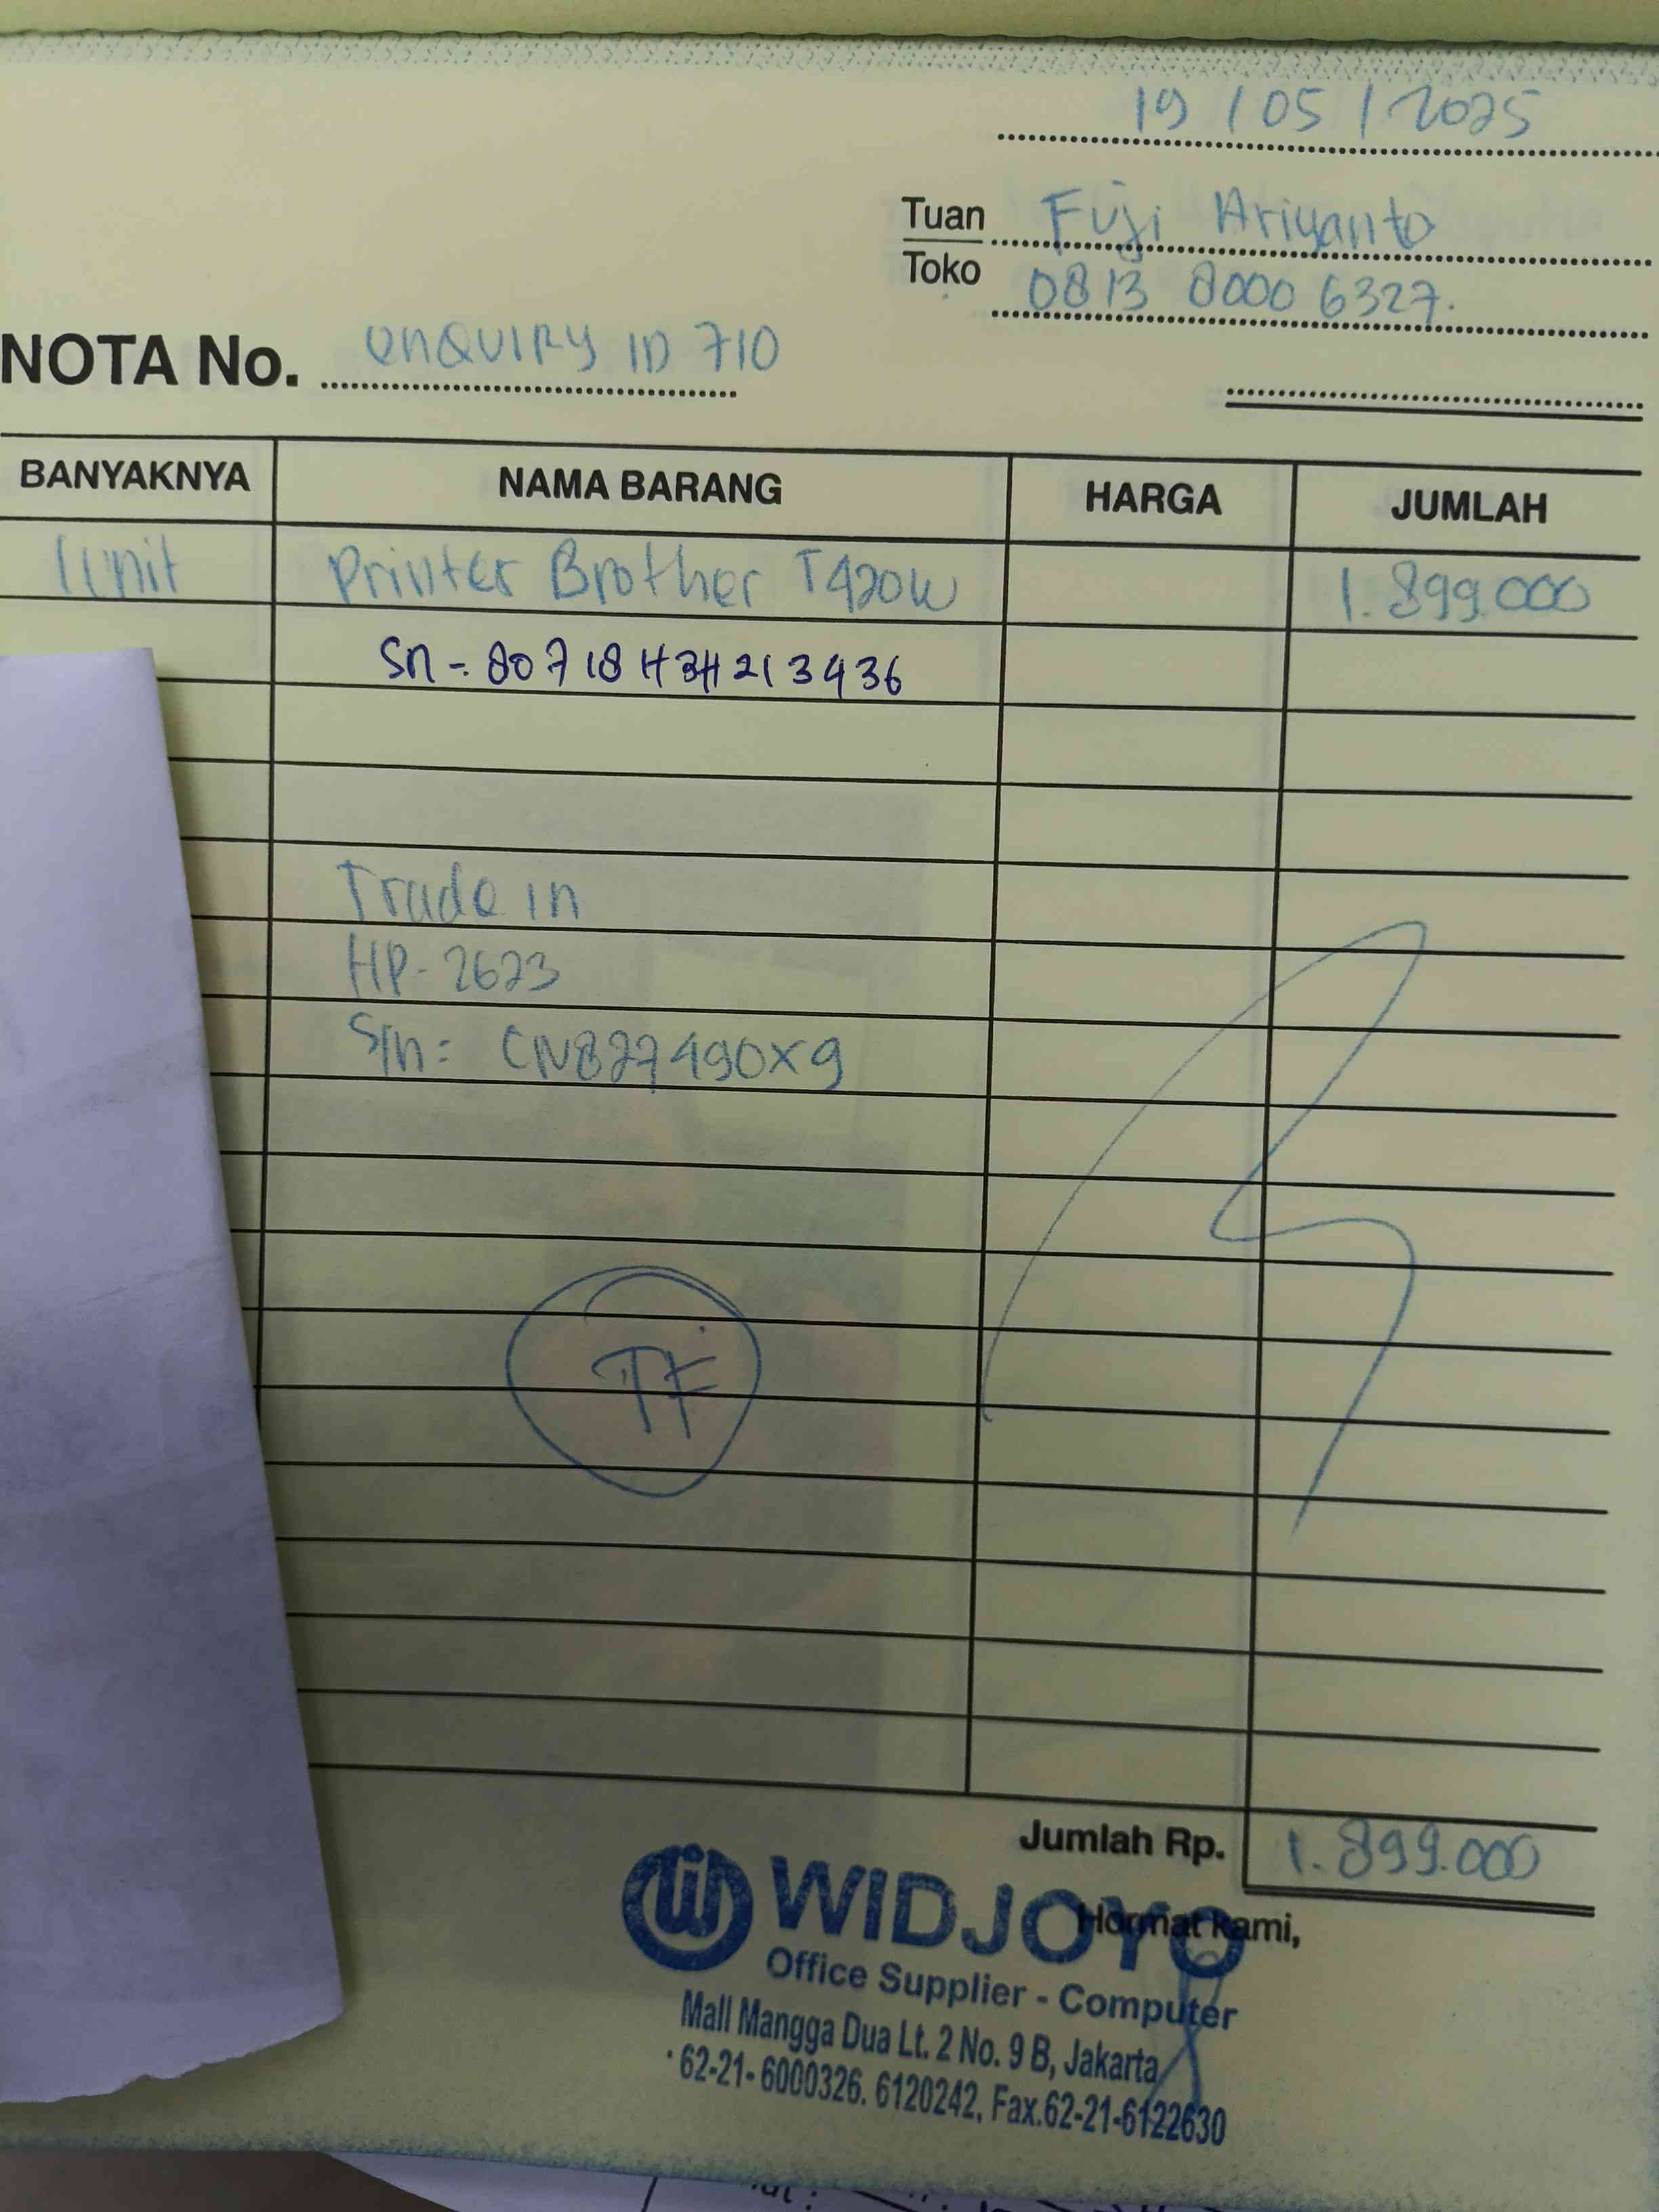 19 / 05 / 2025
Tuan Fuji Ariyanto
Toko 0813 8000 6327.
NOTA No. enquiry ID 710
BANYAKNYA NAMA BARANG HARGA JUMLAH
1 Unit Printer Brother T420W 1.899.000
Sn - 80718H3H213436
Trade in
HP-2623
S/n: CN827490X9
TF
Jumlah Rp. 1.899.000
Hormat kami,
WIDJOYO
Office Supplier - Computer
Mall Mangga Dua Lt. 2 No. 9 B, Jakarta
62-21-6000326. 6120242, Fax.62-21-6122630